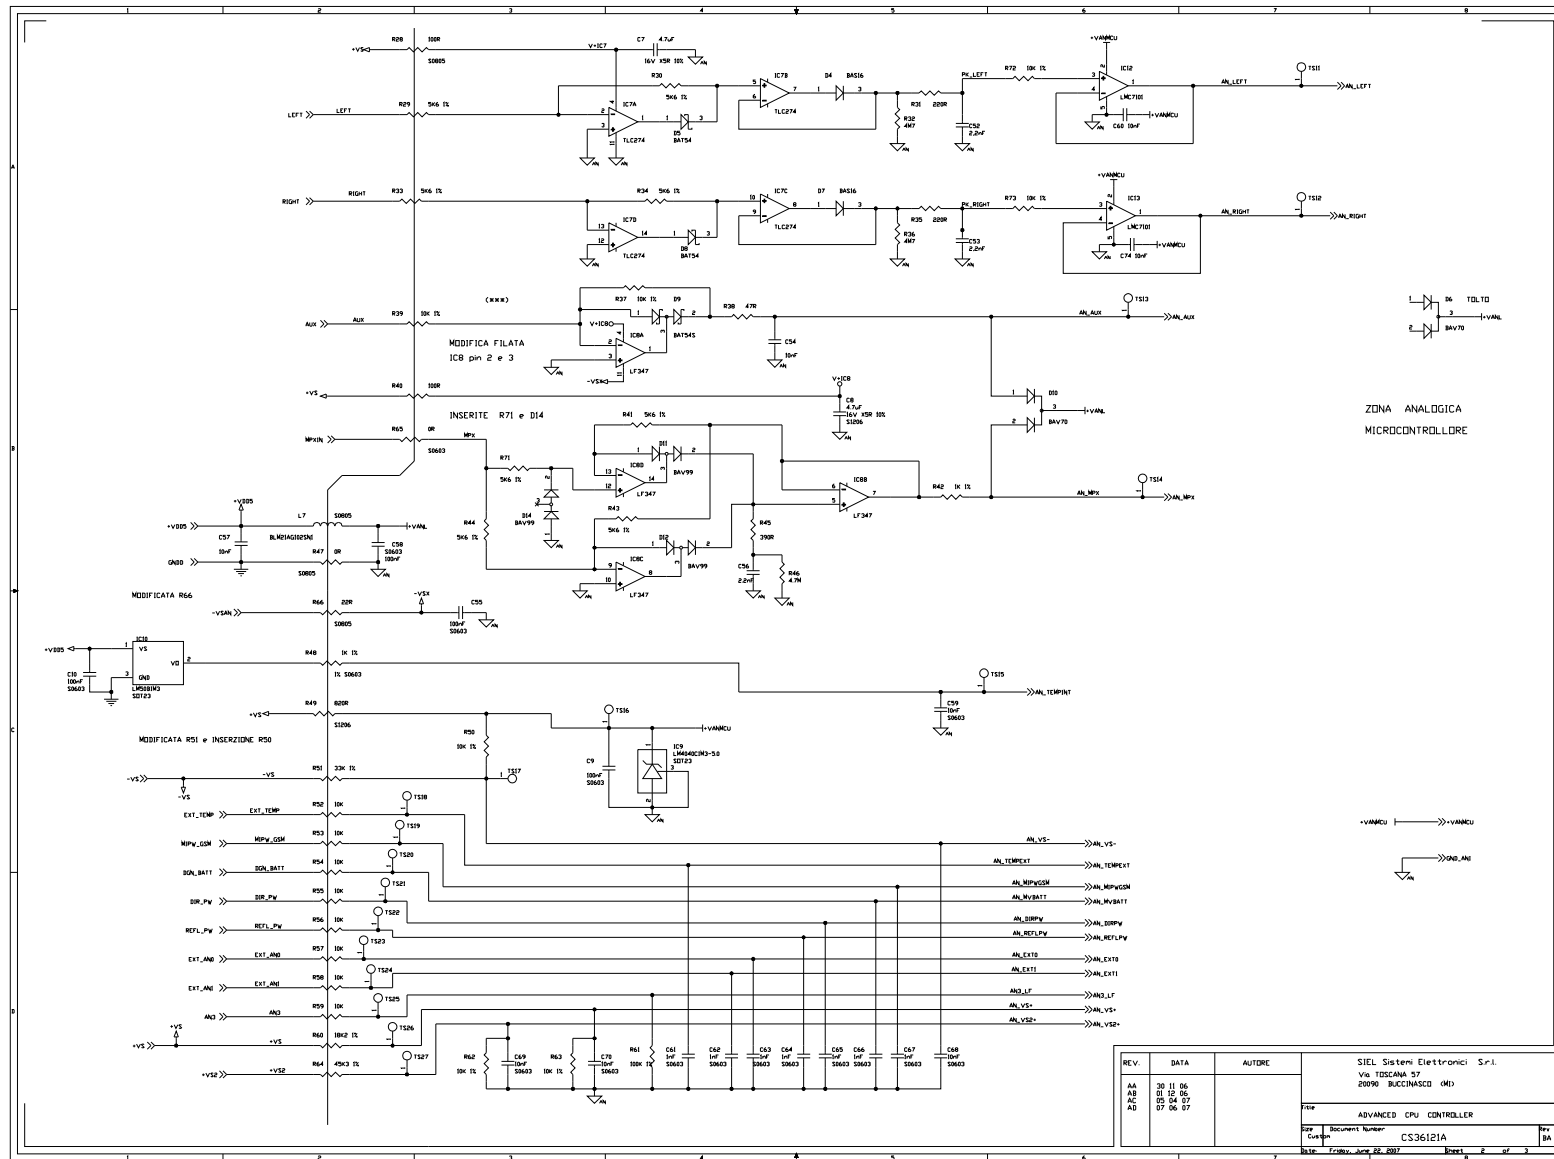 1 2 3 4 5 6 7 8
A
B
C
D
R28 100R
+VS
S0805
V+IC7
C7 4.7uF
16V X5R 10%
AN
R30
5K6 1%
IC7A
TLC274
D5
BAT54
LEFT LEFT
R29 5K6 1%
IC7B
TLC274
D4 BAS16
R31 220R
R32
4M7
PK_LEFT
C52
2.2nF
R72 10K 1%
+VANMCU
IC12
LMC7101
C60 10nF
+VANMCU
AN_LEFT
TS11
AN_LEFT
RIGHT RIGHT
R33 5K6 1%
R34 5K6 1%
IC7D
TLC274
D8
BAT54
IC7C
TLC274
D7 BAS16
R35 220R
R36
4M7
PK_RIGHT
C53
2.2nF
R73 10K 1%
+VANMCU
IC13
LMC7101
C74 10nF
+VANMCU
AN_RIGHT
TS12
AN_RIGHT
(***)
R37 10K 1%
D9
BAT54S
AUX AUX
R39 10K 1%
V+IC8
IC8A
LF347
-VSX
MODIFICA FILATA
IC8 pin 2 e 3
R38 47R
C54
10nF
AN_AUX
TS13
AN_AUX
D6 TOLTO
BAV70
+VANL
+VS
R40 100R
V+IC8
C8
4.7uF
16V X5R 10%
S1206
D10
BAV70
+VANL
ZONA ANALOGICA
MICROCONTROLLORE
INSERITE R71 e D14
MPXIN
R65 0R
S0603
MPX
R71
5K6 1%
D14
BAV99
R41 5K6 1%
D11
BAV99
IC8D
LF347
R44
5K6 1%
R43
5K6 1%
D12
BAV99
IC8C
LF347
IC8B
LF347
R42 1K 1%
R45
390R
C56
2.2nF
R46
4.7M
AN_MPX
TS14
AN_MPX
+VDD5
+VDD5
L7 S0805
BLM21AG102SN1
+VANL
C57
10nF
C58
S0603
100nF
R47 0R
S0805
GNDD
MODIFICATA R66
-VSAN
R66 22R
S0805
-VSX
C55
100nF
S0603
+VDD5
IC10
VS
VO
GND
LM50BIM3
SOT23
C10
100nF
S0603
R48 1K 1%
1% S0603
TS15
AN_TEMPINT
C59
10nF
S0603
+VS
R49 820R
S1206
TS16
+VANMCU
MODIFICATA R51 e INSERZIONE R50
R50
10K 1%
C9
100nF
S0603
IC9
LM4040CIM3-5.0
SOT23
-VS
-VS
-VS
R51 33K 1%
TS17
EXT_TEMP EXT_TEMP R52 10K TS18
MIPW_GSM MIPW_GSM R53 10K TS19
DGN_BATT DGN_BATT R54 10K TS20
DIR_PW DIR_PW R55 10K TS21
REFL_PW REFL_PW R56 10K TS22
EXT_AN0 EXT_AN0 R57 10K TS23
EXT_AN1 EXT_AN1 R58 10K TS24
AN3 AN3 R59 10K TS25
+VS +VS +VS R60 18K2 1% TS26
+VS2 +VS2 R64 45K3 1% TS27
AN_VS- AN_VS-
AN_TEMPEXT AN_TEMPEXT
AN_MIPWGSM AN_MIPWGSM
AN_MVBATT AN_MVBATT
AN_DIRPW AN_DIRPW
AN_REFLPW AN_REFLPW
AN_EXT0 AN_EXT0
AN_EXT1 AN_EXT1
AN3_LF AN3_LF
AN_VS+ AN_VS+
AN_VS2+ AN_VS2+
+VANMCU +VANMCU
GND_AN1
AN
R62
10K 1%
C69
10nF
S0603
R63
10K 1%
C70
10nF
S0603
R61
100K 1%
C61
1nF
S0603
C62
1nF
S0603
C63
1nF
S0603
C64
1nF
S0603
C65
1nF
S0603
C66
1nF
S0603
C67
1nF
S0603
C68
10nF
S0603
REV. DATA AUTORE
AA 30 11 06
AB 01 12 06
AC 05 04 07
AD 07 06 07
SIEL Sistemi Elettronici S.r.l.
Via TOSCANA 57
20090 BUCCINASCO (MI)
Title
ADVANCED CPU CONTROLLER
Size Document Number Rev
Custom CS36121A BA
Date: Friday, June 22, 2007 Sheet 2 of 3